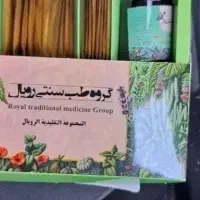 گروه طب سنتی رویال
Royal traditional medicine Group
المجموعة التقليدية الرويال